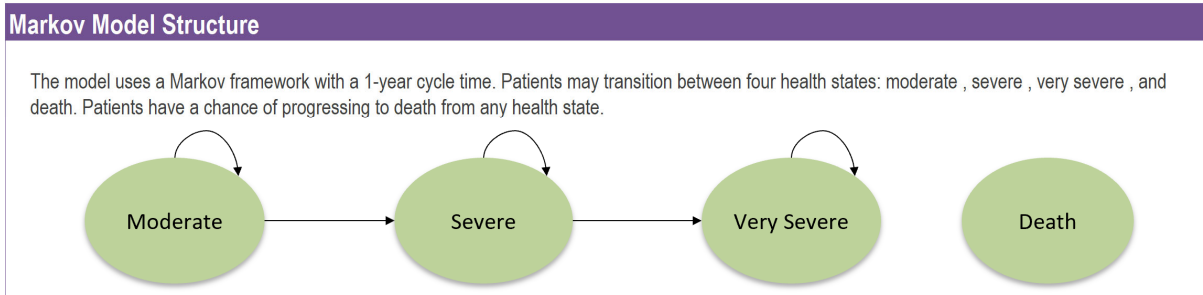 Markov Model Structure
The model uses a Markov framework with a 1-year cycle time. Patients may transition between four health states: moderate , severe , very severe , and
death. Patients have a chance of progressing to death from any health state.
Moderate
Severe
Very Severe
Death